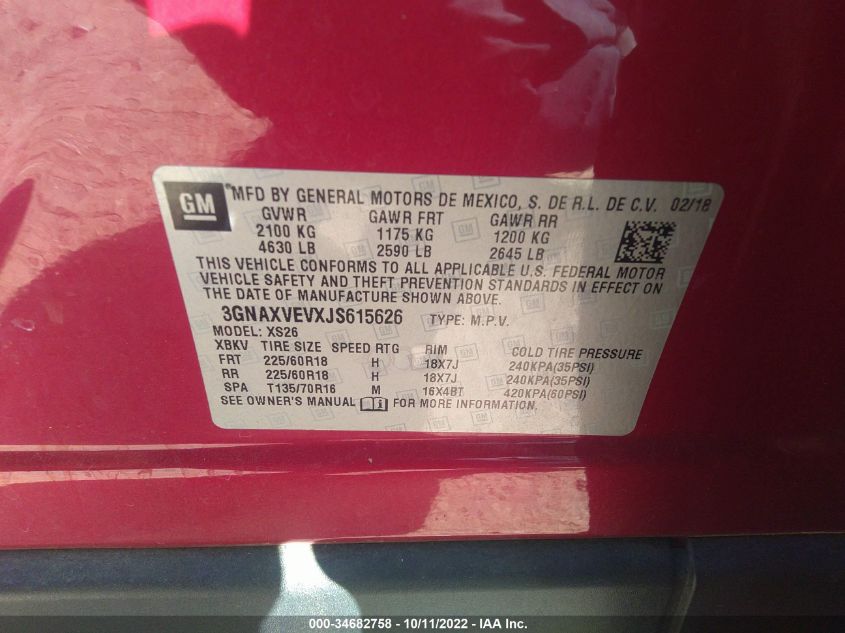 GM
MFD BY GENERAL MOTORS DE MEXICO, S. DE R.L. DE C.V. 02/18
GVWR GAWR FRT GAWR RR
2100 KG 1175 KG 1200 KG
4630 LB 2590 LB 2645 LB
THIS VEHICLE CONFORMS TO ALL APPLICABLE U.S. FEDERAL MOTOR
VEHICLE SAFETY AND THEFT PREVENTION STANDARDS IN EFFECT ON
THE DATE OF MANUFACTURE SHOWN ABOVE.
3GNAXVEVXJS615626 TYPE: M.P.V.
MODEL: XS26
XBKV TIRE SIZE SPEED RTG RIM COLD TIRE PRESSURE
FRT 225/60R18 H 18X7J 240KPA(35PSI)
RR 225/60R18 H 18X7J 240KPA(35PSI)
SPA T135/70R16 M 16X4BT 420KPA(60PSI)
SEE OWNER'S MANUAL FOR MORE INFORMATION.
000-34682758 - 10/11/2022 - IAA Inc.